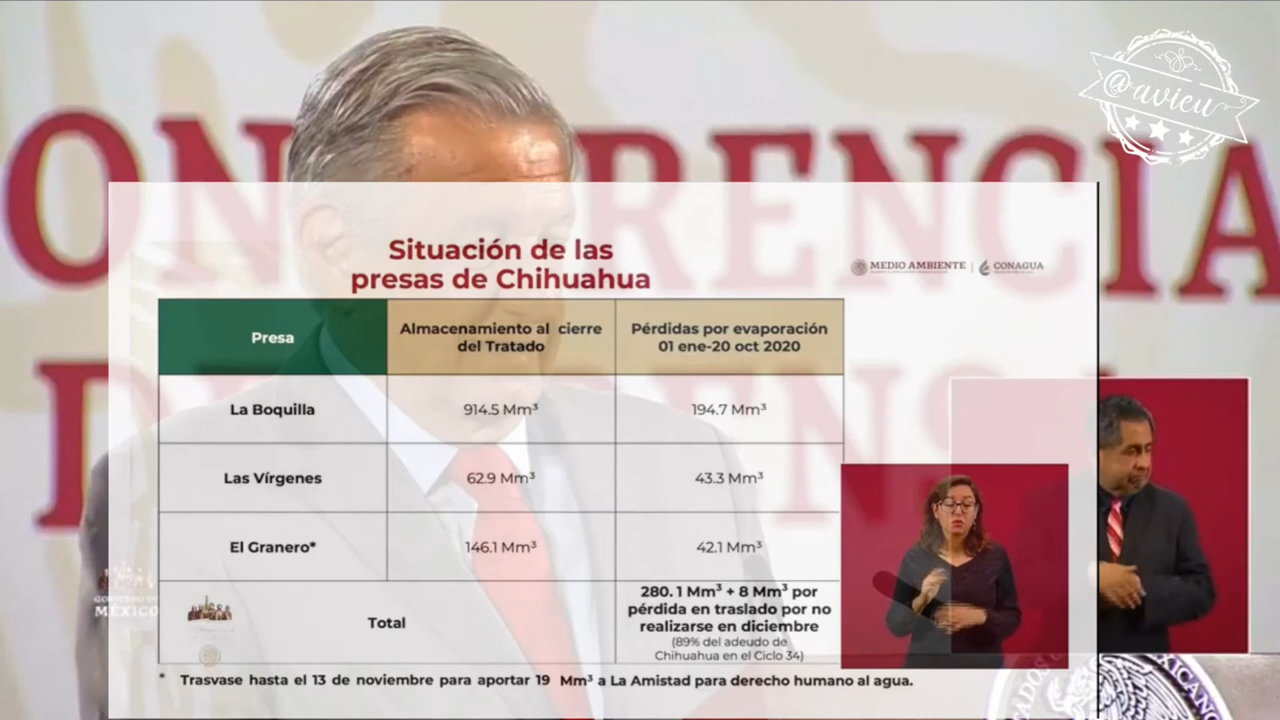 @avieu
ONFERENCIA
Situación de las
presas de Chihuahua
MEDIO AMBIENTE | CONAGUA
Presa
Almacenamiento al cierre
del Tratado
Pérdidas por evaporación
01 ene-20 oct 2020
La Boquilla
914.5 Mm³
194.7 Mm³
Las Vírgenes
62.9 Mm³
43.3 Mm³
El Granero*
146.1 Mm³
42.1 Mm³
Total
280. 1 Mm³ + 8 Mm³ por
pérdida en traslado por no
realizarse en diciembre
(89% del adeudo de
Chihuahua en el Ciclo 34)
GOBIERNO DE
MÉXICO
* Trasvase hasta el 13 de noviembre para aportar 19 Mm³ a La Amistad para derecho humano al agua.